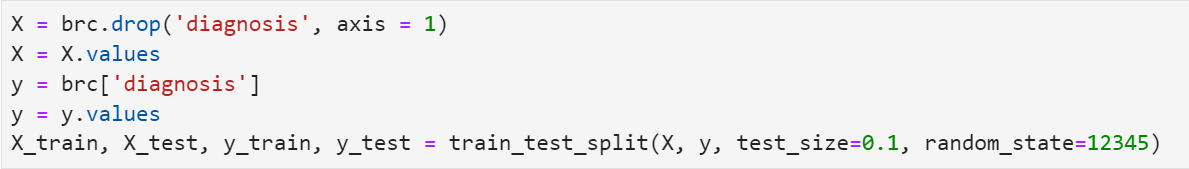 X = brc.drop('diagnosis', axis = 1)
X = X.values
y = brc['diagnosis']
y = y.values
X_train, X_test, y_train, y_test = train_test_split(X, y, test_size=0.1, random_state=12345)